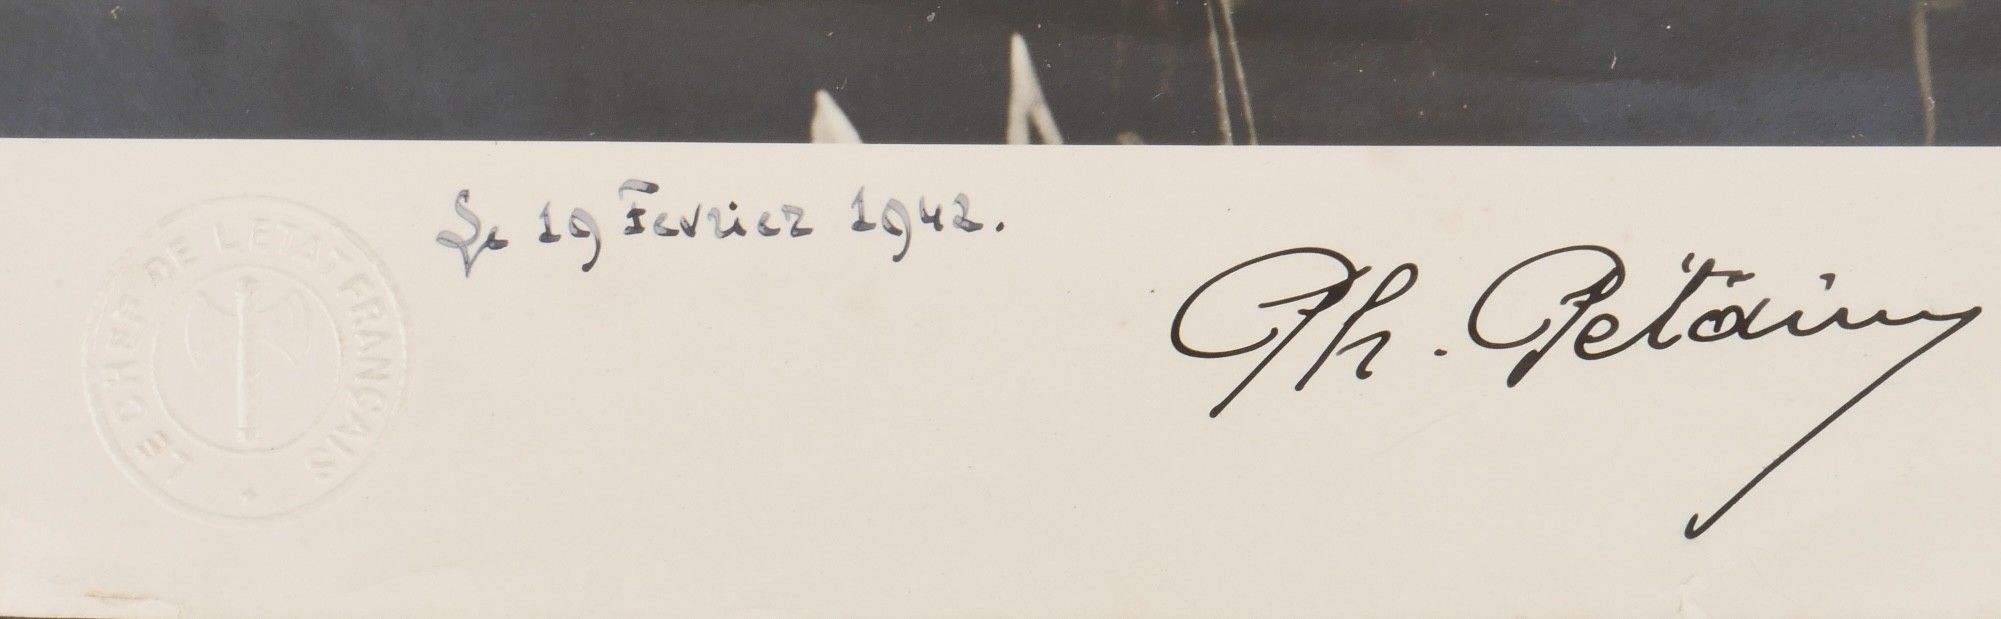 LE CHEF DE L'ETAT FRANÇAIS
Le 19 Fevrier 1942.
Ph. Pétain